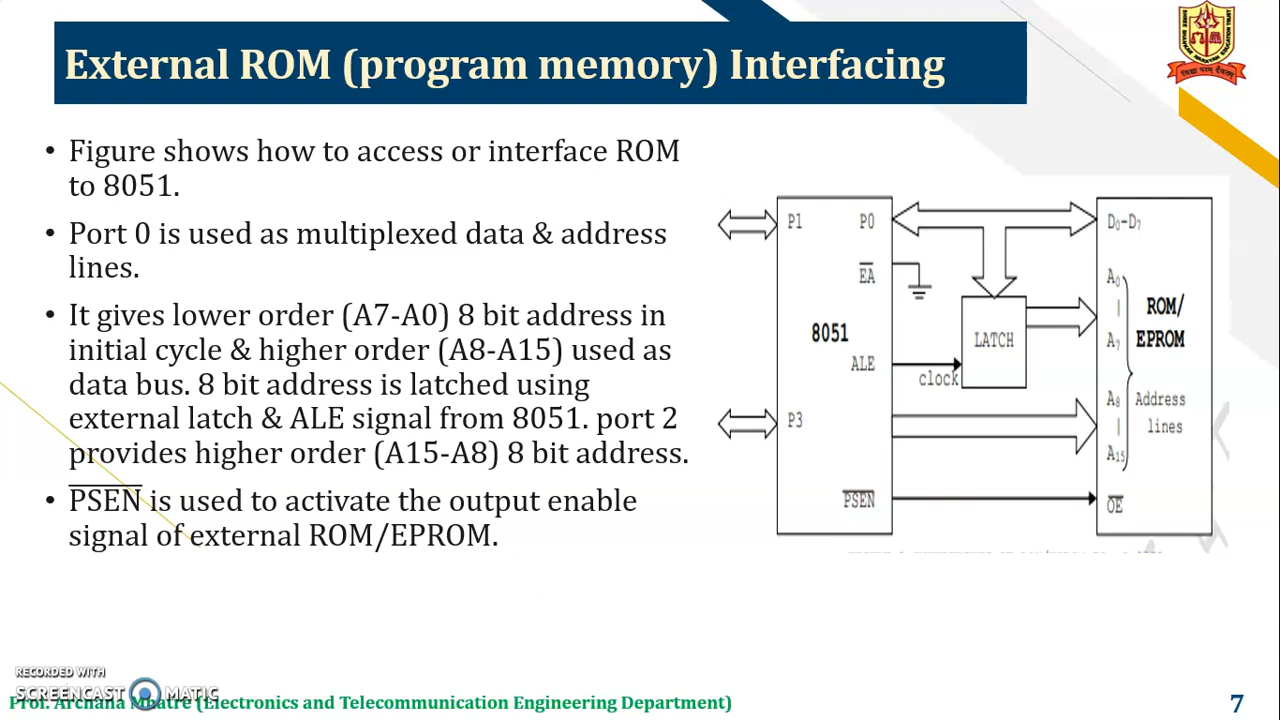 External ROM (program memory) Interfacing
• Figure shows how to access or interface ROM
to 8051.
• Port 0 is used as multiplexed data & address
lines.
• It gives lower order (A7-A0) 8 bit address in
initial cycle & higher order (A8-A15) used as
data bus. 8 bit address is latched using
external latch & ALE signal from 8051. port 2
provides higher order (A15-A8) 8 bit address.
• P̅S̅E̅N̅ is used to activate the output enable
signal of external ROM/EPROM.
P1
P0
E̅A̅
8051
ALE
clock
P3
P̅S̅E̅N̅
LATCH
D₀-D₇
A₀
|
A₇
ROM/
EPROM
A₈
|
A₁₅
Address
lines
O̅E̅
RECORDED WITH
SCREENCAST MATIC
Prof. Archana Mhatre (Electronics and Telecommunication Engineering Department)
7